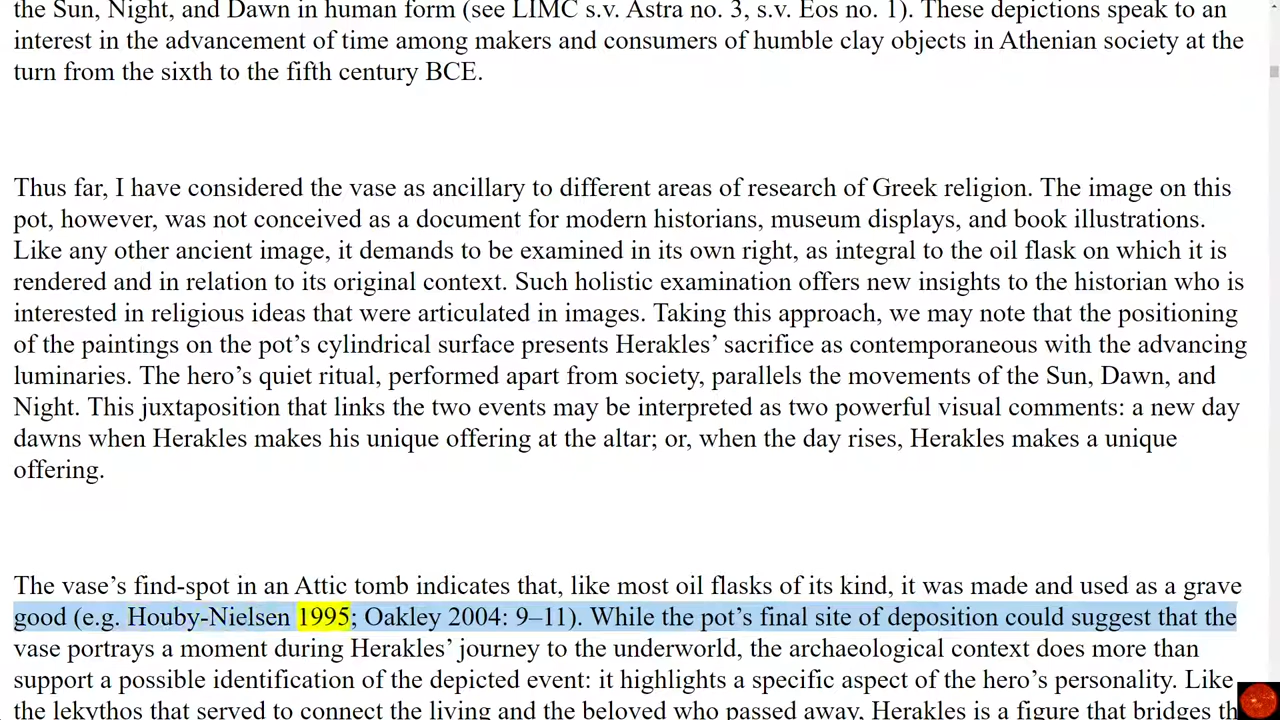 the Sun, Night, and Dawn in human form (see LIMC s.v. Astra no. 3, s.v. Eos no. 1). These depictions speak to an
interest in the advancement of time among makers and consumers of humble clay objects in Athenian society at the
turn from the sixth to the fifth century BCE.
Thus far, I have considered the vase as ancillary to different areas of research of Greek religion. The image on this
pot, however, was not conceived as a document for modern historians, museum displays, and book illustrations.
Like any other ancient image, it demands to be examined in its own right, as integral to the oil flask on which it is
rendered and in relation to its original context. Such holistic examination offers new insights to the historian who is
interested in religious ideas that were articulated in images. Taking this approach, we may note that the positioning
of the paintings on the pot’s cylindrical surface presents Herakles’ sacrifice as contemporaneous with the advancing
luminaries. The hero’s quiet ritual, performed apart from society, parallels the movements of the Sun, Dawn, and
Night. This juxtaposition that links the two events may be interpreted as two powerful visual comments: a new day
dawns when Herakles makes his unique offering at the altar; or, when the day rises, Herakles makes a unique
offering.
The vase’s find-spot in an Attic tomb indicates that, like most oil flasks of its kind, it was made and used as a grave
good (e.g. Houby-Nielsen 1995; Oakley 2004: 9–11). While the pot’s final site of deposition could suggest that the
vase portrays a moment during Herakles’ journey to the underworld, the archaeological context does more than
support a possible identification of the depicted event: it highlights a specific aspect of the hero’s personality. Like
the lekythos that served to connect the living and the beloved who passed away, Herakles is a figure that bridges th